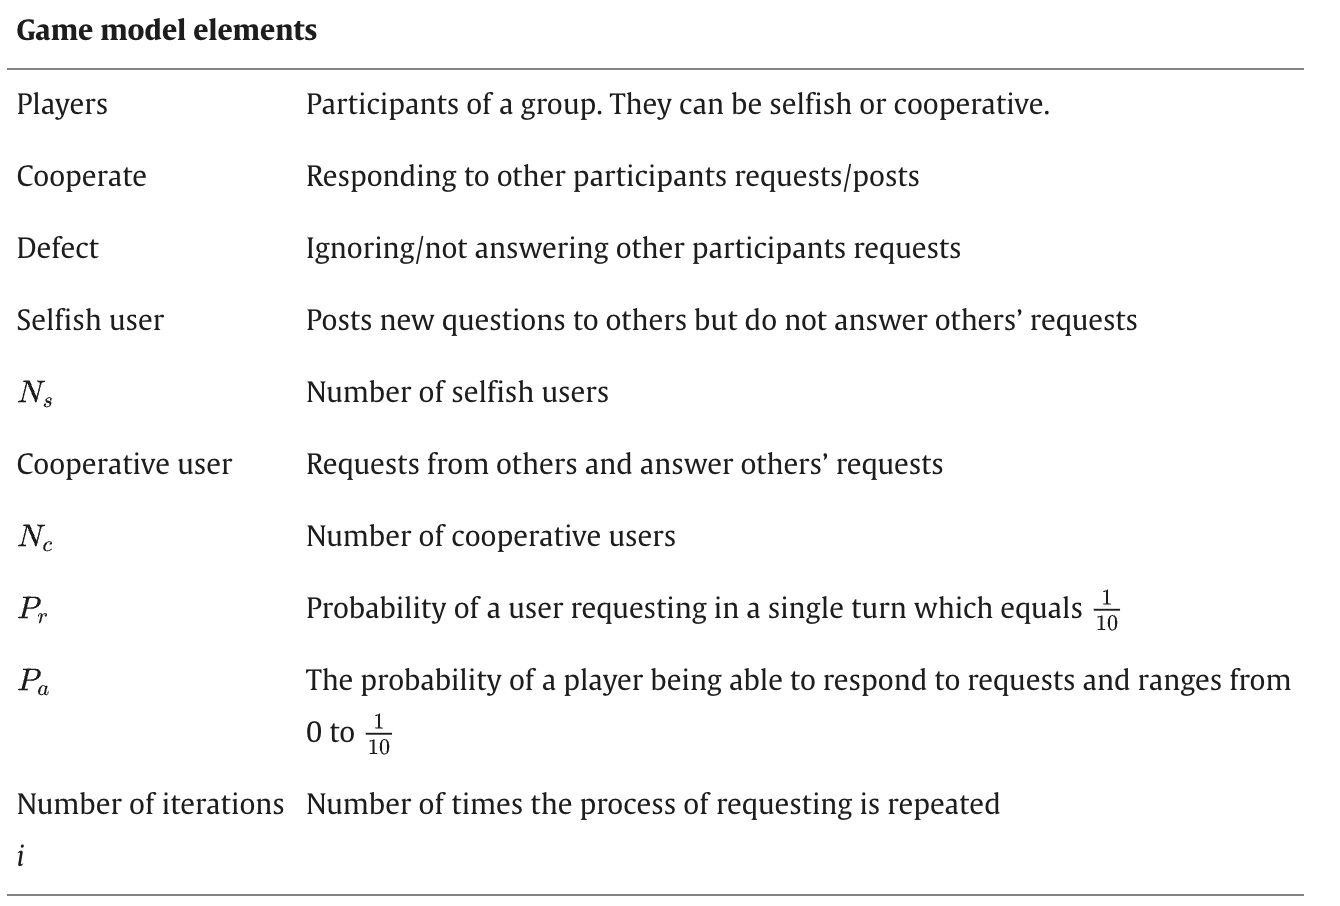 Game model elements
Players Participants of a group. They can be selfish or cooperative.
Cooperate Responding to other participants requests/posts
Defect Ignoring/not answering other participants requests
Selfish user Posts new questions to others but do not answer others’ requests
N_s Number of selfish users
Cooperative user Requests from others and answer others’ requests
N_c Number of cooperative users
P_r Probability of a user requesting in a single turn which equals 1/10
P_a The probability of a player being able to respond to requests and ranges from
0 to 1/10
Number of iterations Number of times the process of requesting is repeated
i